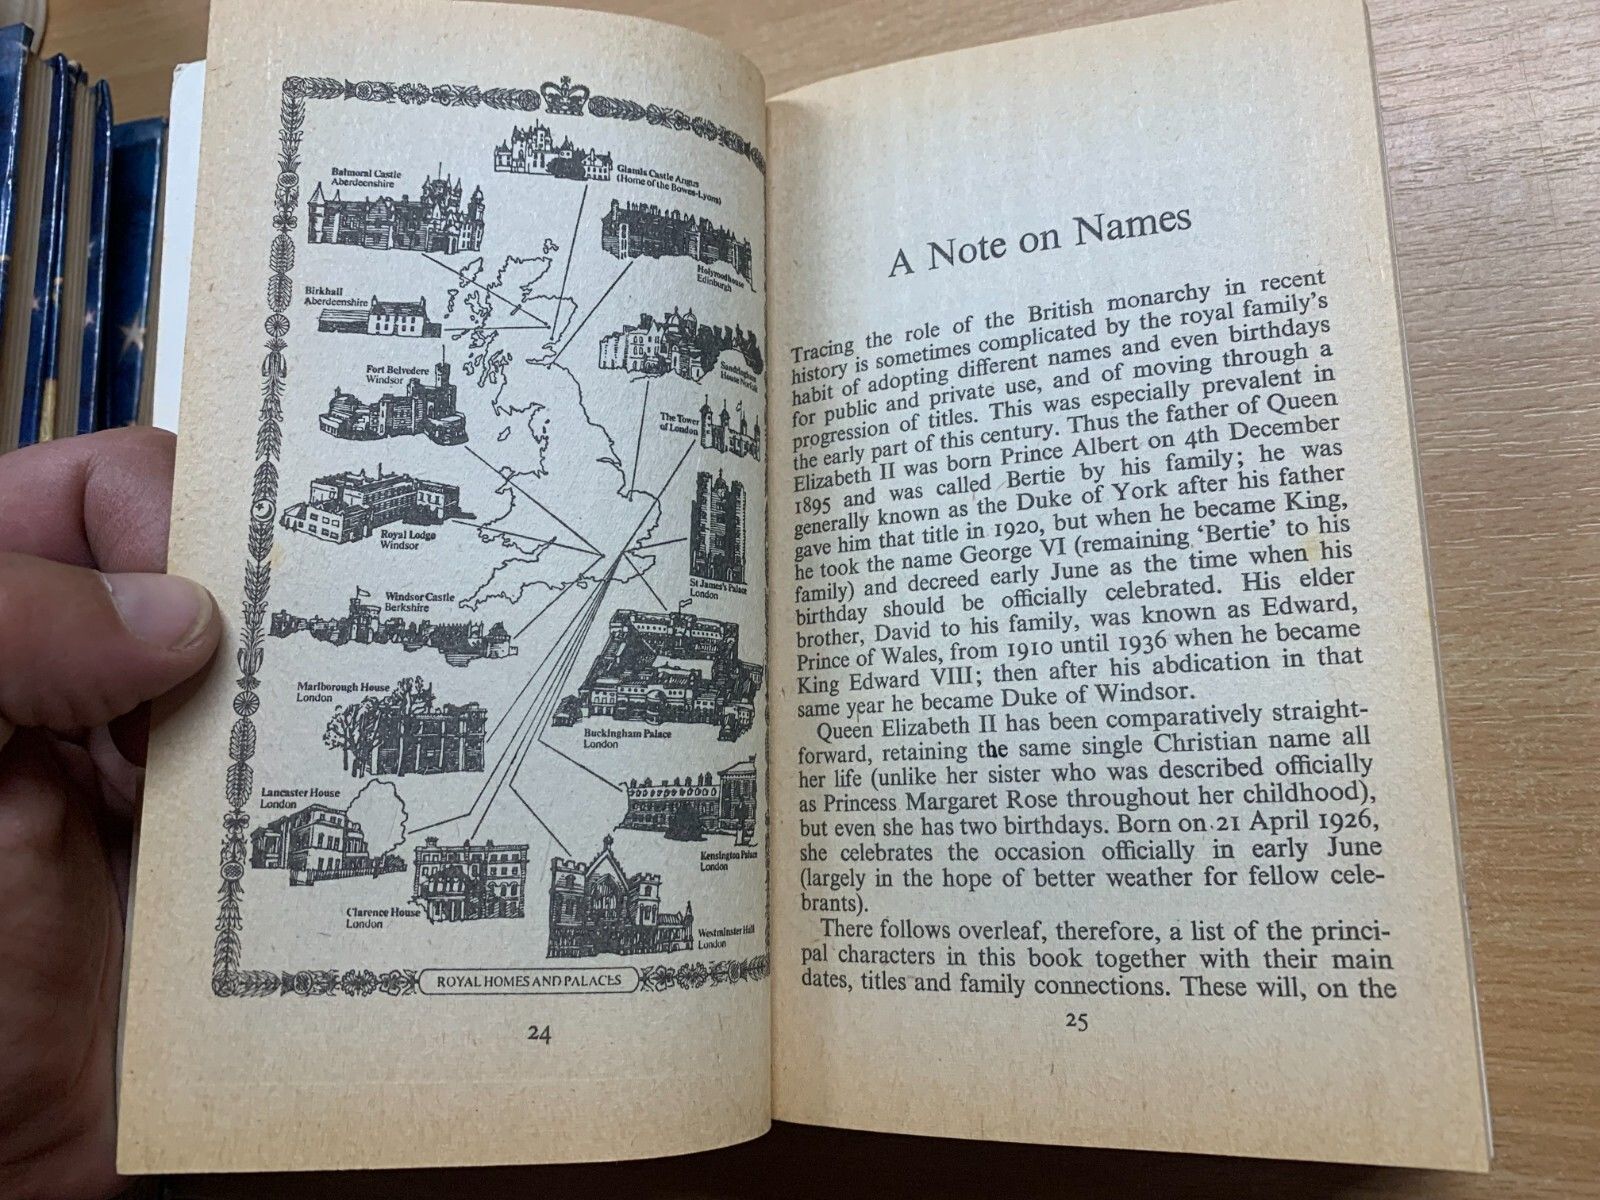 Balmoral Castle
Aberdeenshire
Glamis Castle Angus
(Home of the Bowes-Lyons)
Holyroodhouse
Edinburgh
Birkhall
Aberdeenshire
Sandringham
House Norfolk
Fort Belvedere
Windsor
The Tower
of London
Royal Lodge
Windsor
St James's Palace
London
Windsor Castle
Berkshire
Marlborough House
London
Buckingham Palace
London
Lancaster House
London
Kensington Palace
London
Clarence House
London
Westminster Hall
London
ROYAL HOMES AND PALACES
24
A Note on Names
Tracing the role of the British monarchy in recent
history is sometimes complicated by the royal family's
habit of adopting different names and even birthdays
for public and private use, and of moving through a
progression of titles. This was especially prevalent in
the early part of this century. Thus the father of Queen
Elizabeth II was born Prince Albert on 4th December
1895 and was called Bertie by his family; he was
generally known as the Duke of York after his father
gave him that title in 1920, but when he became King,
he took the name George VI (remaining 'Bertie' to his
family) and decreed early June as the time when his
birthday should be officially celebrated. His elder
brother, David to his family, was known as Edward,
Prince of Wales, from 1910 until 1936 when he became
King Edward VIII; then after his abdication in that
same year he became Duke of Windsor.
Queen Elizabeth II has been comparatively straight-
forward, retaining the same single Christian name all
her life (unlike her sister who was described officially
as Princess Margaret Rose throughout her childhood),
but even she has two birthdays. Born on 21 April 1926,
she celebrates the occasion officially in early June
(largely in the hope of better weather for fellow cele-
brants).
There follows overleaf, therefore, a list of the princi-
pal characters in this book together with their main
dates, titles and family connections. These will, on the
25